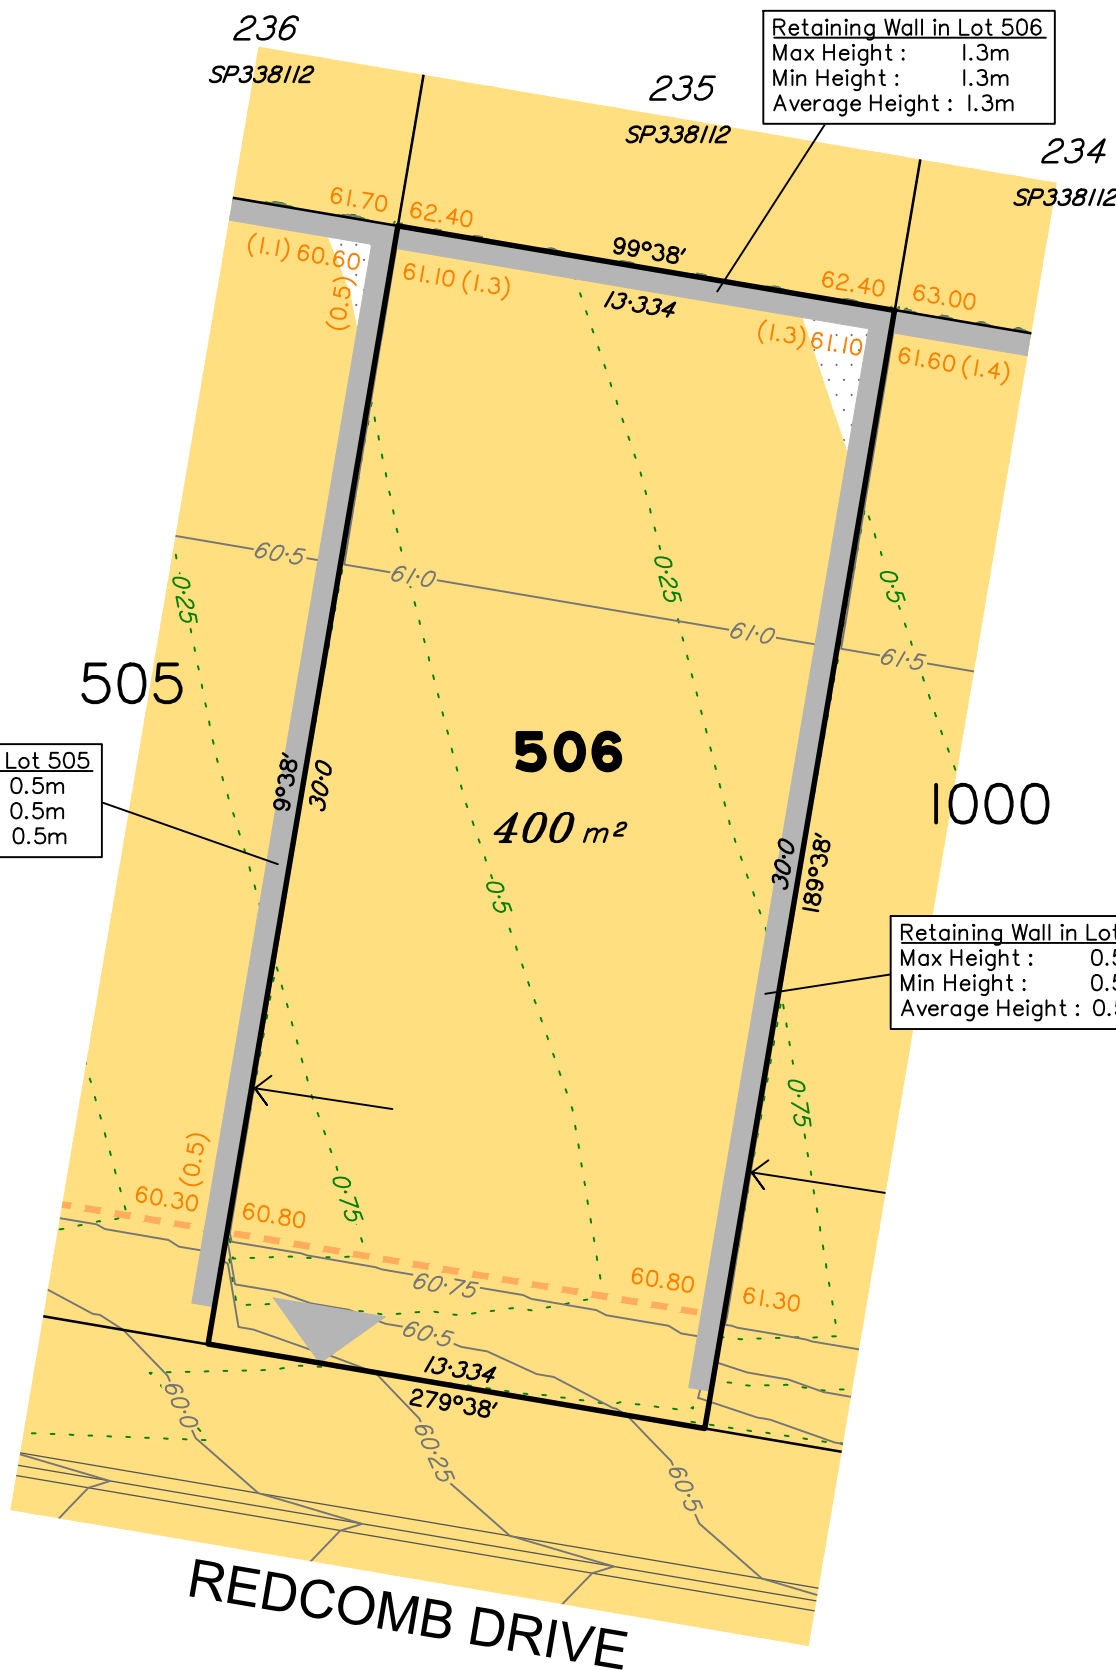 236
SP338112
235
SP338112
Retaining Wall in Lot 506
Max Height : 1.3m
Min Height : 1.3m
Average Height : 1.3m
234
SP338112
61.70
62.40
99°38'
13·334
62.40
63.00
(1.1) 60.60
(0.5)
61.10 (1.3)
(1.3) 61.10
61.60 (1.4)
60·5
61·0
61·0
61·5
0·25
0·25
0·5
505
506
400 m²
1000
Lot 505
0.5m
0.5m
0.5m
9°38'
30·0
30·0
189°38'
0·5
Retaining Wall in Lot
Max Height : 0.5
Min Height : 0.5
Average Height : 0.5
0·75
0·75
60.30
(0.5)
60.80
60.80
61.30
60·75
60·5
13·334
279°38'
60·0
60·25
60·5
REDCOMB DRIVE